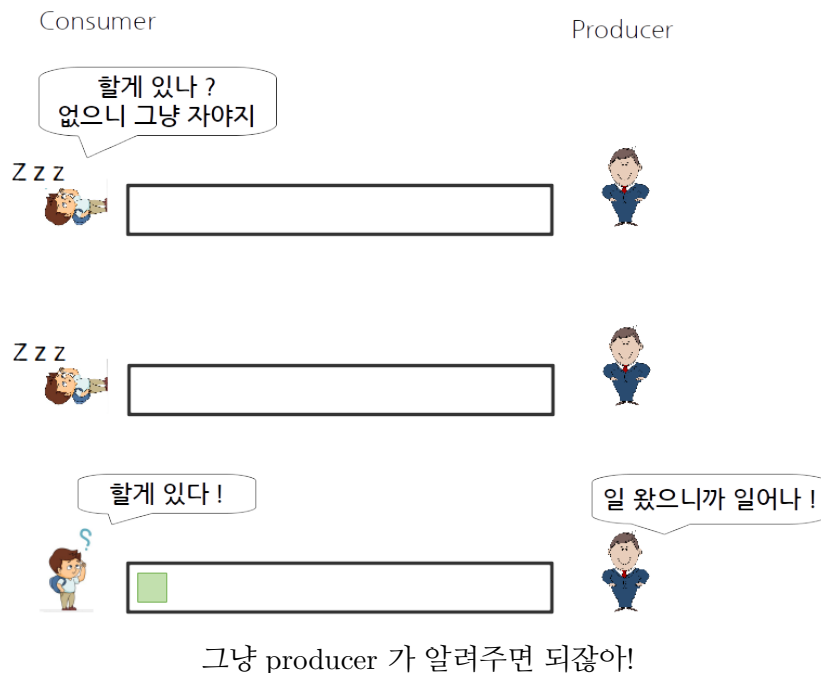 Consumer
Producer
할게 있나 ?
없으니 그냥 자야지
Z z z
Z z z
할게 있다 !
일 왔으니까 일어나 !
그냥 producer 가 알려주면 되잖아!